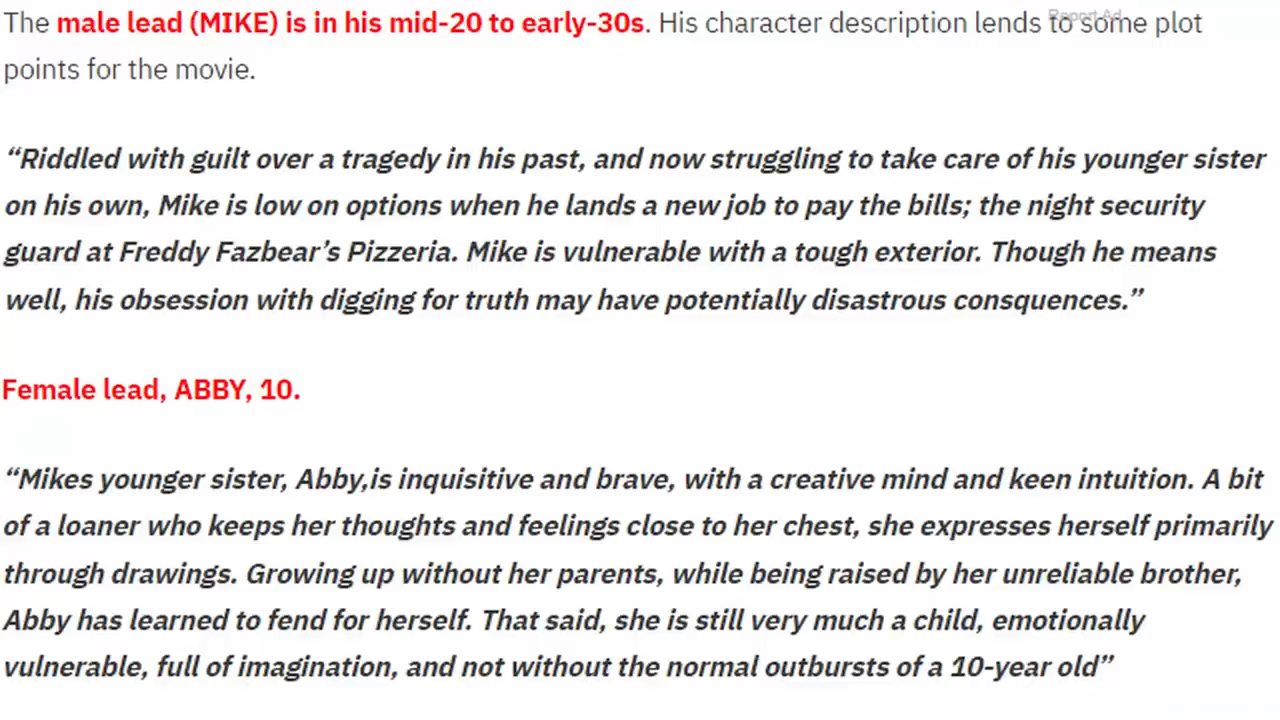 The male lead (MIKE) is in his mid-20 to early-30s. His character description lends to some plot
Report Ad
points for the movie.
“Riddled with guilt over a tragedy in his past, and now struggling to take care of his younger sister
on his own, Mike is low on options when he lands a new job to pay the bills; the night security
guard at Freddy Fazbear’s Pizzeria. Mike is vulnerable with a tough exterior. Though he means
well, his obsession with digging for truth may have potentially disastrous consquences.”
Female lead, ABBY, 10.
“Mikes younger sister, Abby,is inquisitive and brave, with a creative mind and keen intuition. A bit
of a loaner who keeps her thoughts and feelings close to her chest, she expresses herself primarily
through drawings. Growing up without her parents, while being raised by her unreliable brother,
Abby has learned to fend for herself. That said, she is still very much a child, emotionally
vulnerable, full of imagination, and not without the normal outbursts of a 10-year old”